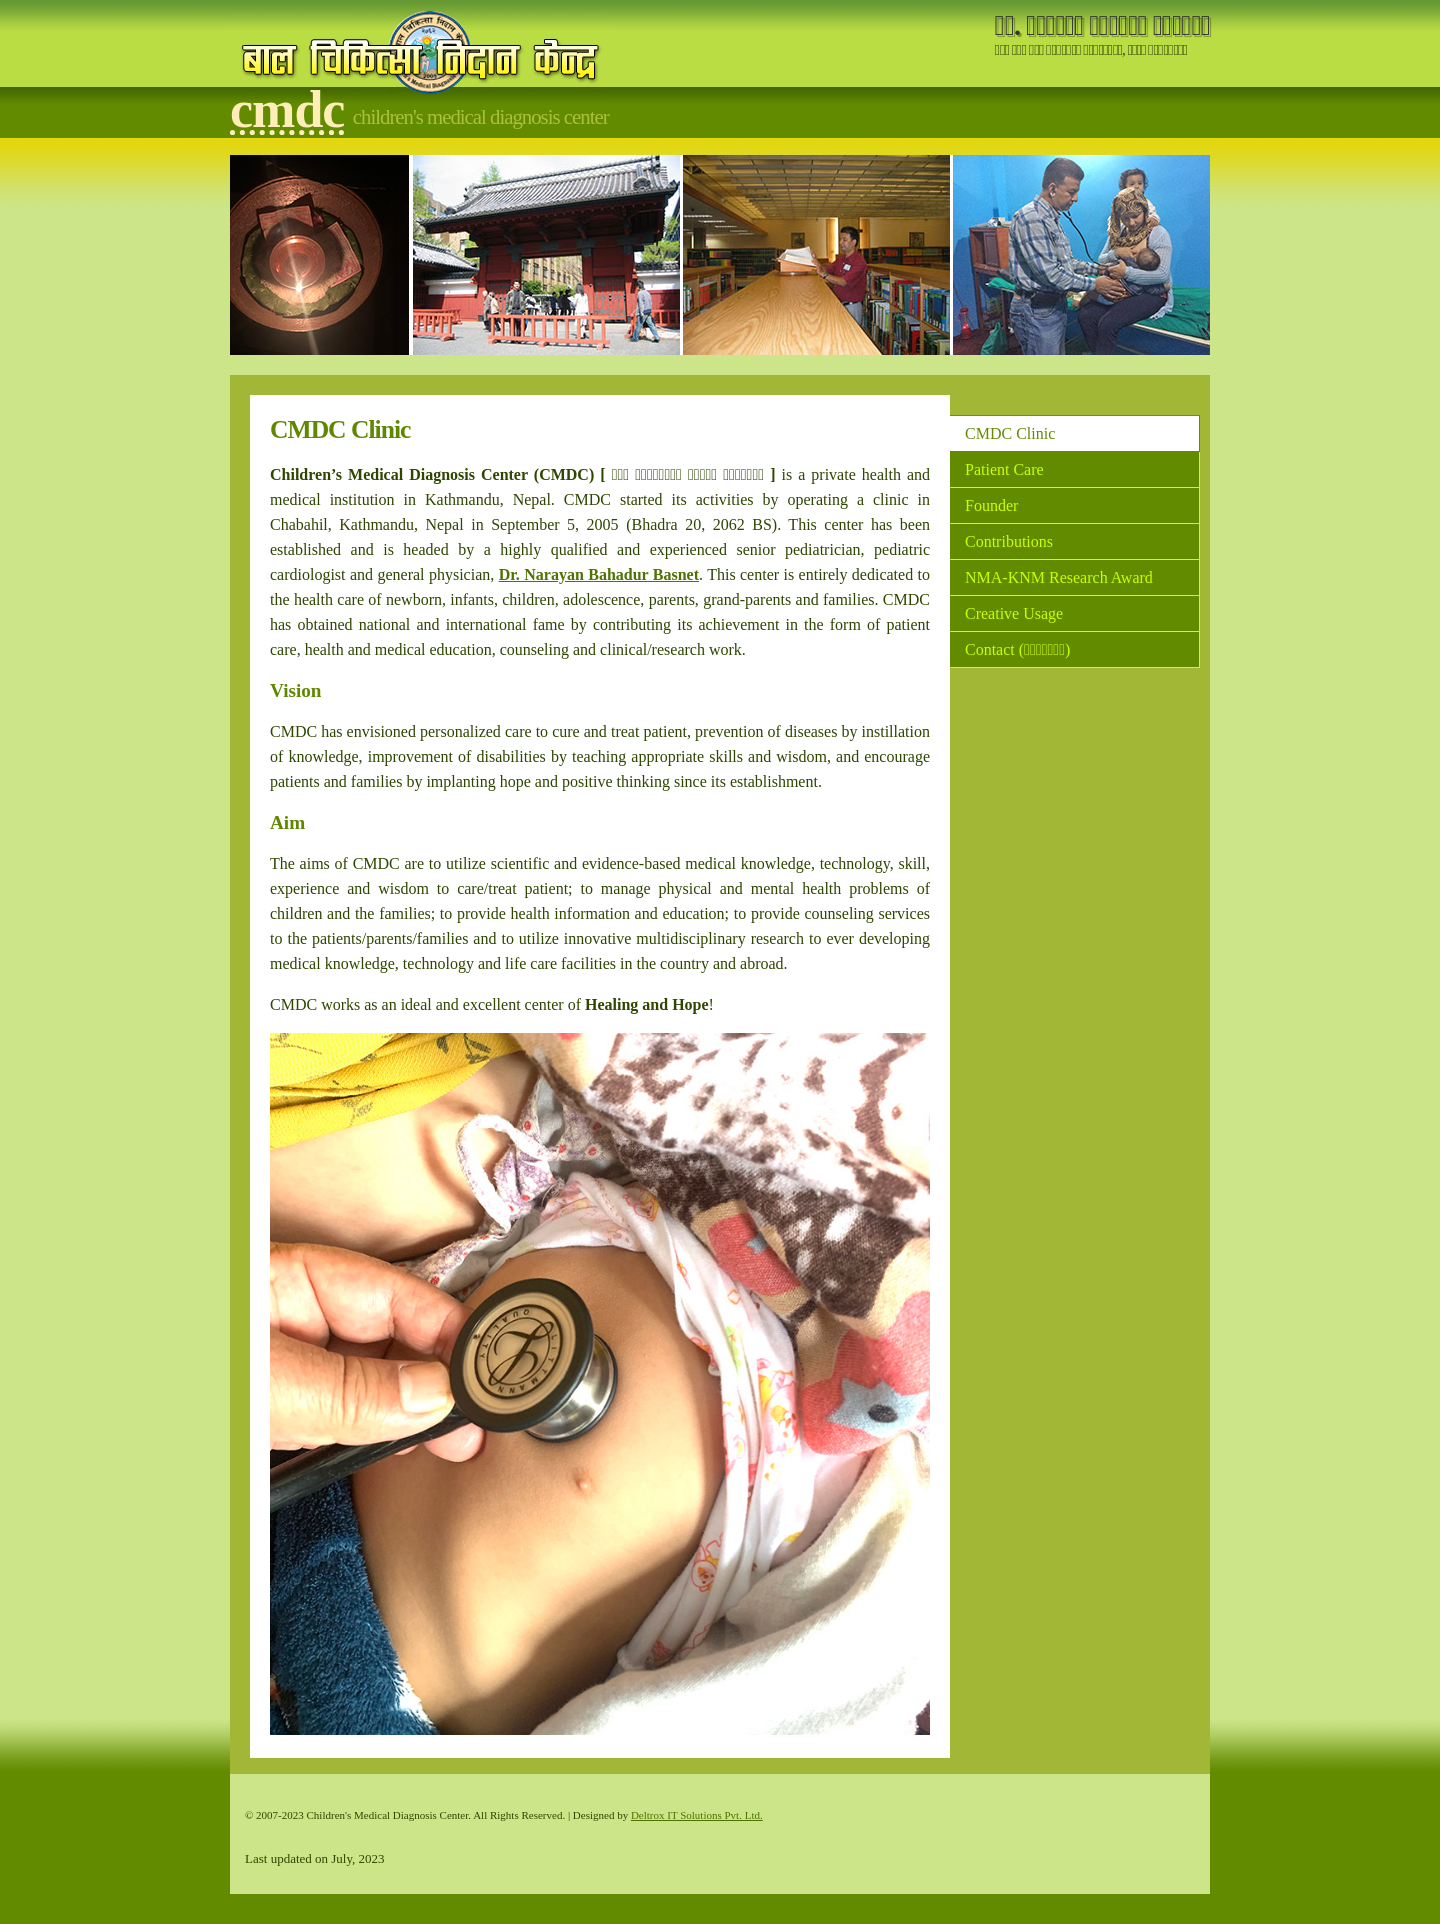 बाल चिकित्सा निदान केन्द्र
cmdc children's medical diagnosis center
CMDC Clinic
Children’s Medical Diagnosis Center (CMDC) [ ] is a private health and
medical institution in Kathmandu, Nepal. CMDC started its activities by operating a clinic in
Chabahil, Kathmandu, Nepal in September 5, 2005 (Bhadra 20, 2062 BS). This center has been
established and is headed by a highly qualified and experienced senior pediatrician, pediatric
cardiologist and general physician, Dr. Narayan Bahadur Basnet. This center is entirely dedicated to
the health care of newborn, infants, children, adolescence, parents, grand-parents and families. CMDC
has obtained national and international fame by contributing its achievement in the form of patient
care, health and medical education, counseling and clinical/research work.
Vision
CMDC has envisioned personalized care to cure and treat patient, prevention of diseases by instillation
of knowledge, improvement of disabilities by teaching appropriate skills and wisdom, and encourage
patients and families by implanting hope and positive thinking since its establishment.
Aim
The aims of CMDC are to utilize scientific and evidence-based medical knowledge, technology, skill,
experience and wisdom to care/treat patient; to manage physical and mental health problems of
children and the families; to provide health information and education; to provide counseling services
to the patients/parents/families and to utilize innovative multidisciplinary research to ever developing
medical knowledge, technology and life care facilities in the country and abroad.
CMDC works as an ideal and excellent center of Healing and Hope!
LITTMANN
QUALITY
CMDC Clinic
Patient Care
Founder
Contributions
NMA-KNM Research Award
Creative Usage
Contact ( )
© 2007-2023 Children's Medical Diagnosis Center. All Rights Reserved. | Designed by Deltrox IT Solutions Pvt. Ltd.
Last updated on July, 2023